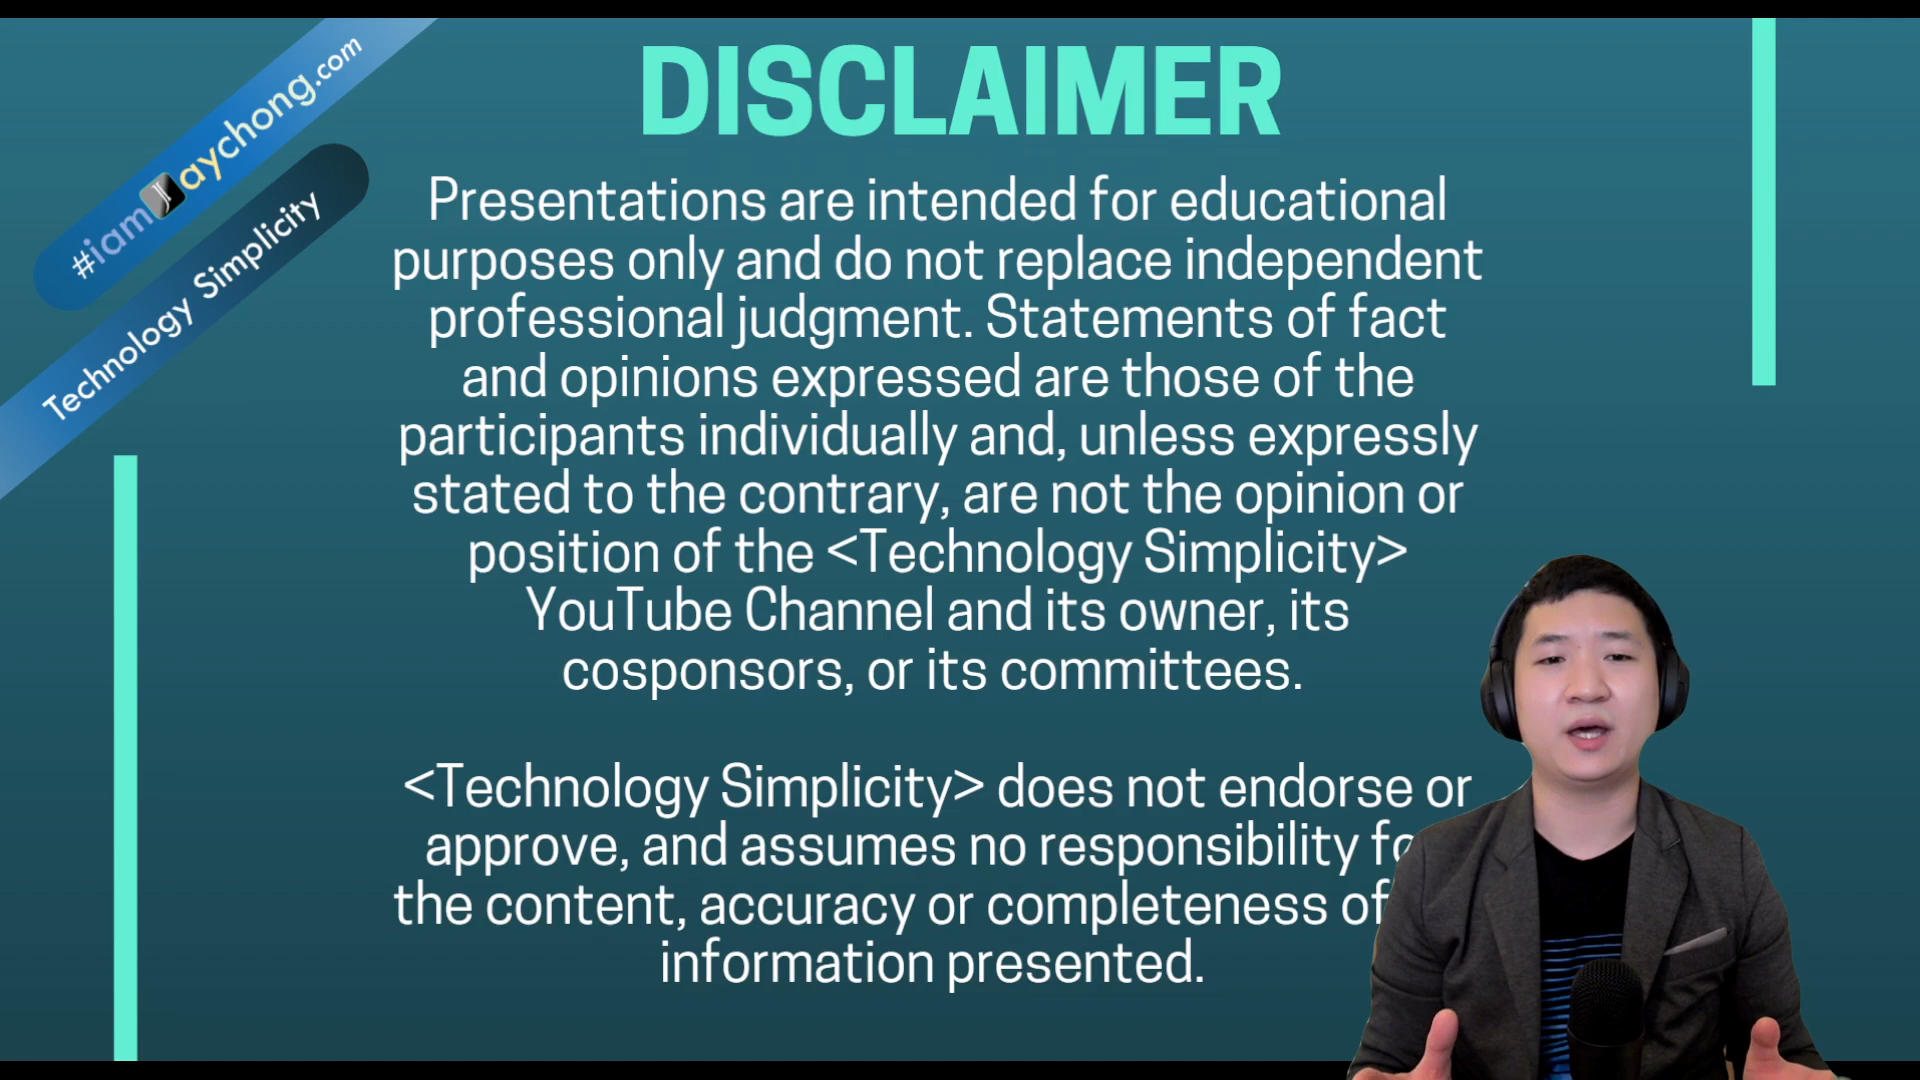 DISCLAIMER
#iamJaychong.com
Technology Simplicity
Presentations are intended for educational
purposes only and do not replace independent
professional judgment. Statements of fact
and opinions expressed are those of the
participants individually and, unless expressly
stated to the contrary, are not the opinion or
position of the <Technology Simplicity>
YouTube Channel and its owner, its
cosponsors, or its committees.
<Technology Simplicity> does not endorse or
approve, and assumes no responsibility
the content, accuracy or completeness of
information presented.